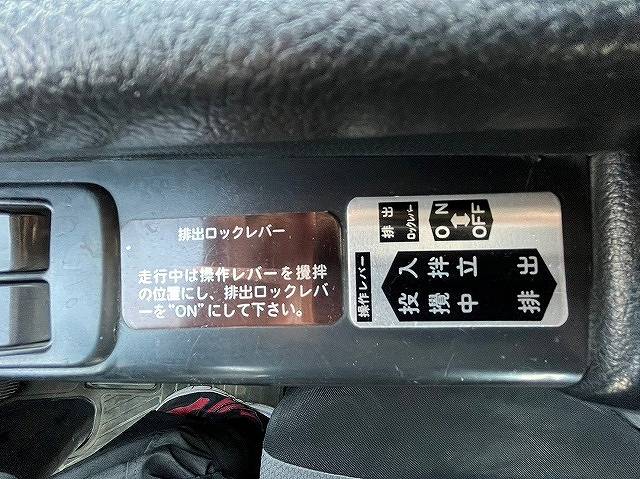 排出ロックレバー
走行中は操作レバーを攪拌
の位置にし、排出ロックレバ
ーを"ON"にして下さい。
排出
ロックレバー
ON
OFF
操作レバー
投入
攪拌
中立
排出